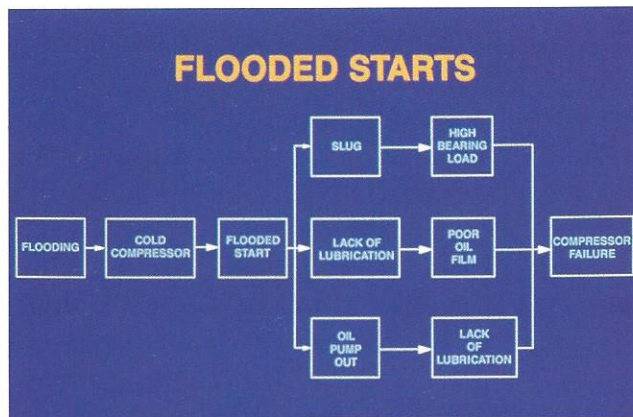 FLOODED STARTS
SLUG
HIGH
BEARING
LOAD
FLOODING
COLD
COMPRESSOR
FLOODED
START
LACK OF
LUBRICATION
POOR
OIL
FILM
COMPRESSOR
FAILURE
OIL
PUMP
OUT
LACK
OF
LUBRICATION